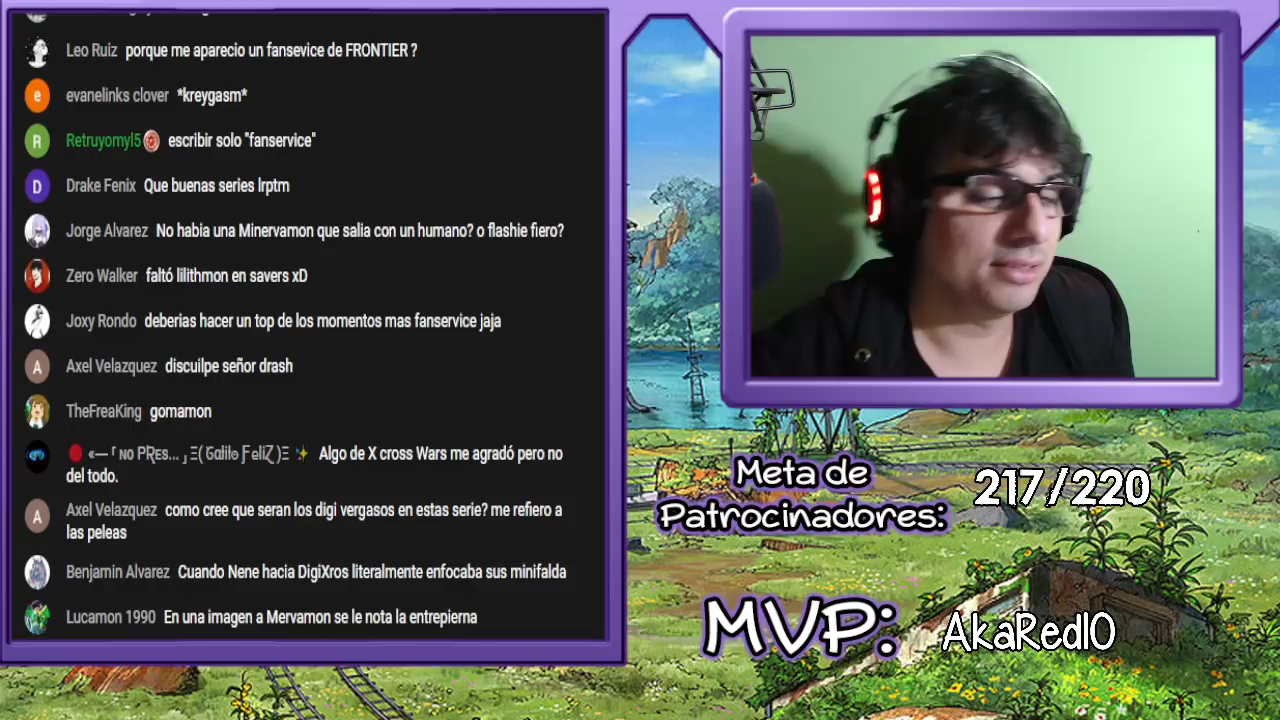 Leo Ruiz porque me aparecio un fansevice de FRONTIER ?
e evanelinks clover *kreygasm*
R Retruyomyl5 escribir solo "fanservice"
D Drake Fenix Que buenas series lrptm
Jorge Alvarez No habia una Minervamon que salia con un humano? o flashie fiero?
Zero Walker faltó lilithmon en savers xD
Joxy Rondo deberias hacer un top de los momentos mas fanservice jaja
A Axel Velazquez disculipe señor drash
TheFreaKing gomamon
Algo de X cross Wars me agradó pero no
del todo.
A Axel Velazquez como cree que seran los digi vergasos en estas serie? me refiero a
las peleas
Benjamin Alvarez Cuando Nene hacia DigiXros literalmente enfocaba sus minifalda
Lucamon 1990 En una imagen a Mervamon se le nota la entrepierna
Meta de
Patrocinadores:
217/220
MVP:
AkaRed10